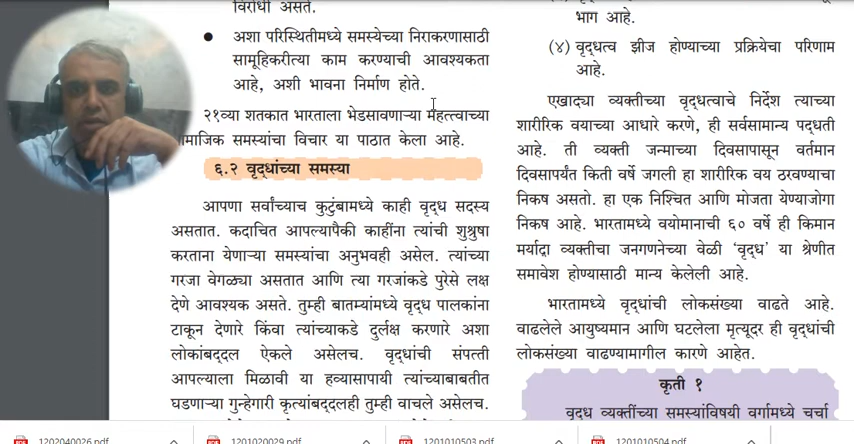 विरोधी असते.
● अशा परिस्थितीमध्ये समस्येच्या निराकरणासाठी
सामूहिकरीत्या काम करण्याची आवश्यकता
आहे, अशी भावना निर्माण होते.
२१व्या शतकात भारताला भेडसावणाऱ्या महत्त्वाच्या
सामाजिक समस्यांचा विचार या पाठात केला आहे.
६.२ वृद्धांच्या समस्या
आपणा सर्वांच्याच कुटुंबामध्ये काही वृद्ध सदस्य
असतात. कदाचित आपल्यापैकी काहींना त्यांची शुश्रुषा
करताना येणाऱ्या समस्यांचा अनुभवही असेल. त्यांच्या
गरजा वेगळ्या असतात आणि त्या गरजांकडे पुरेसे लक्ष
देणे आवश्यक असते. तुम्ही बातम्यांमध्ये वृद्ध पालकांना
टाकून देणारे किंवा त्यांच्याकडे दुर्लक्ष करणारे अशा
लोकांबद्दल ऐकले असेलच. वृद्धांची संपत्ती
आपल्याला मिळावी या हव्यासापायी त्यांच्याबाबतीत
घडणाऱ्या गुन्हेगारी कृत्यांबद्दलही तुम्ही वाचले असेलच.
भाग आहे.
(४) वृद्धत्व झीज होण्याच्या प्रक्रियेचा परिणाम
आहे.
एखाद्या व्यक्तीच्या वृद्धत्वाचे निर्देश त्याच्या
शारीरिक वयाच्या आधारे करणे, ही सर्वसामान्य पद्धती
आहे. ती व्यक्ती जन्माच्या दिवसापासून वर्तमान
दिवसापर्यंत किती वर्षे जगली हा शारीरिक वय ठरवण्याचा
निकष असतो. हा एक निश्चित आणि मोजता येण्याजोगा
निकष आहे. भारतामध्ये वयोमानाची ६० वर्षे ही किमान
मर्यादा व्यक्तीचा जनगणनेच्या वेळी ‘वृद्ध’ या श्रेणीत
समावेश होण्यासाठी मान्य केलेली आहे.
भारतामध्ये वृद्धांची लोकसंख्या वाढते आहे.
वाढलेले आयुष्यमान आणि घटलेला मृत्यूदर ही वृद्धांची
लोकसंख्या वाढण्यामागील कारणे आहेत.
कृती १
वृद्ध व्यक्तींच्या समस्यांविषयी वर्गामध्ये चर्चा
1202040026.pdf
1201020029.pdf
1201010503.pdf
1201010504.pdf